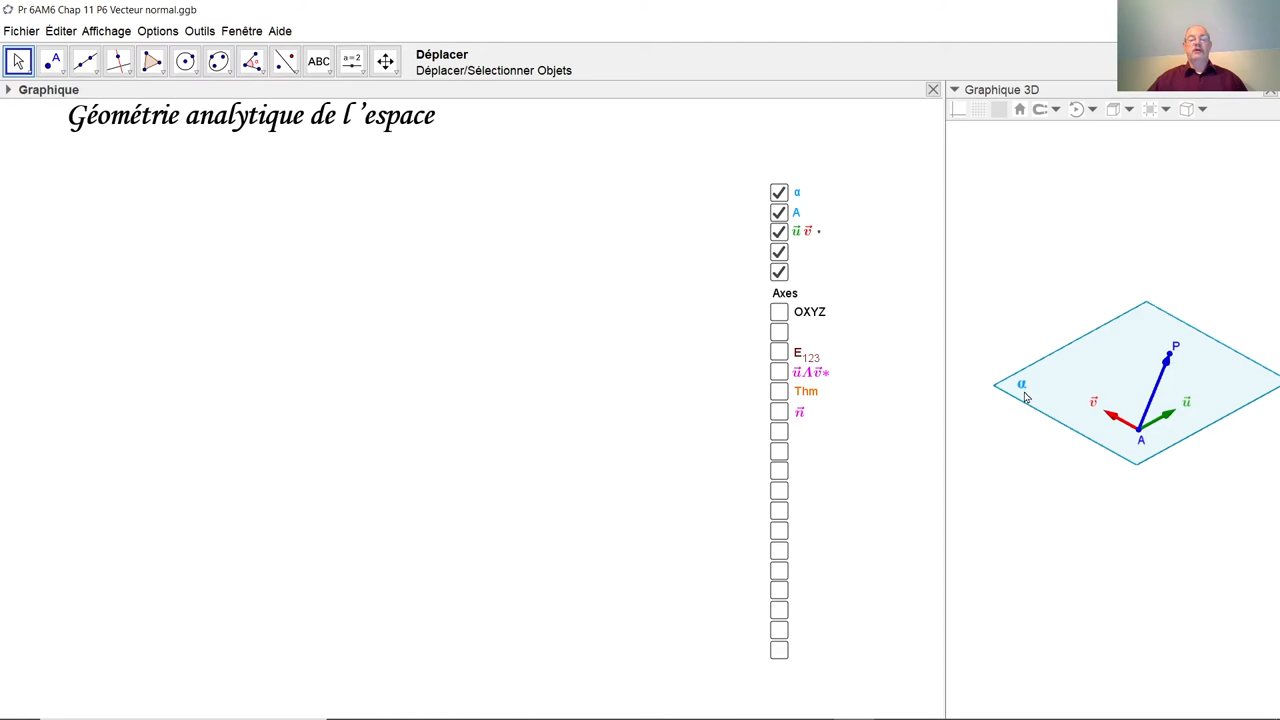 Pr 6AM6 Chap 11 P6 Vecteur normal.ggb
Fichier Éditer Affichage Options Outils Fenêtre Aide
A
α
ABC
a=2
Déplacer
Déplacer/Sélectionner Objets
Graphique
Graphique 3D
Géométrie analytique de l 'espace
α
A
u⃗ v⃗ •
Axes
OXYZ
E₁₂₃
u⃗Λv⃗*
Thm
n⃗
P
α
v⃗
u⃗
A